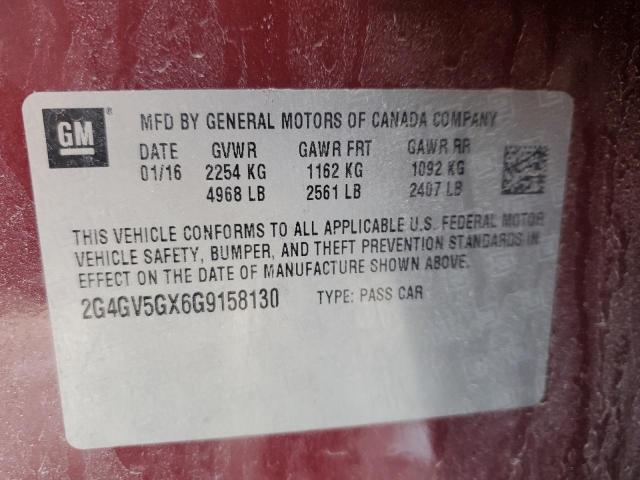 GM
MFD BY GENERAL MOTORS OF CANADA COMPANY
DATE GVWR GAWR FRT GAWR RR
01/16 2254 KG 1162 KG 1092 KG
4968 LB 2561 LB 2407 LB
THIS VEHICLE CONFORMS TO ALL APPLICABLE U.S. FEDERAL MOTOR
VEHICLE SAFETY, BUMPER, AND THEFT PREVENTION STANDARDS IN
EFFECT ON THE DATE OF MANUFACTURE SHOWN ABOVE.
2G4GV5GX6G9158130 TYPE: PASS CAR